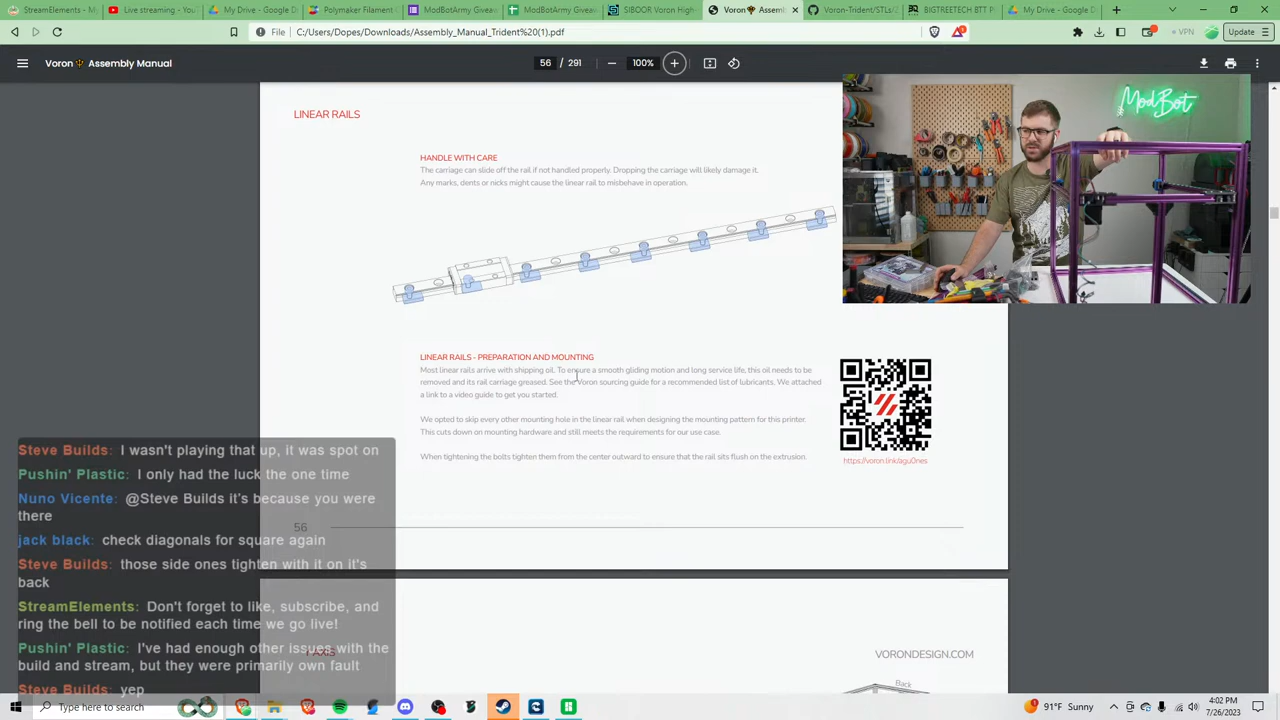 StreamElements -
My Drive - Goo
Polymaker Filament
My Drive - Goo
ModBotArmy Mount
SIBOOR Voron High
Voron Assemb
Voron-Trident/STLs/
BIGTREETECH BTT P
My Drive - Google D
File
C:/Users/Dopes/Downloads/Assembly_Manual_Trident%20(1).pdf
VPN
Update
Voron Assembly Manual
56 / 291
100%
LINEAR RAILS
HANDLE WITH CARE
The carriage can slide off the rail if not handled properly. Dropping the carriage will likely damage it.
Any marks, dents or nicks might cause the linear rail to misbehave in operation.
ModBot
LINEAR RAILS - PREPARATION AND MOUNTING
Most linear rails arrive with shipping oil. To ensure a smooth gliding motion and long service life, this oil needs to be
removed and its rail carriage greased. See the Voron sourcing guide for a recommended list of lubricants. We attached
a link to a video guide to get you started.
We opted to skip every other mounting hole in the linear rail when designing the mounting pattern for this printer.
This cuts down on mounting hardware and still meets the requirements for our use case.
When tightening the bolts tighten them from the center outward to ensure that the rail sits flush on the extrusion.
https://voron.link/agu0nes
56
Steve Builds: I wasn't playing that up, it was spot on
Pushin' Plastic: I only had one luck the one time
Nuno Vicente: @Steve Builds it's because you were
there
jack black: check diagonals for square again
Steve Builds: those side ones tighten with it on it's
back
StreamElements: Don't forget to like, subscribe, and
ring the bell to be notified each time we go live!
Pushin' Plastic: I've had enough other issues with the
build and stream, but they were primarily own fault
Steve Builds: yep
VORONDESIGN.COM
Back
Type here to search
91°F Sunny
4:02 PM
7/26/2023